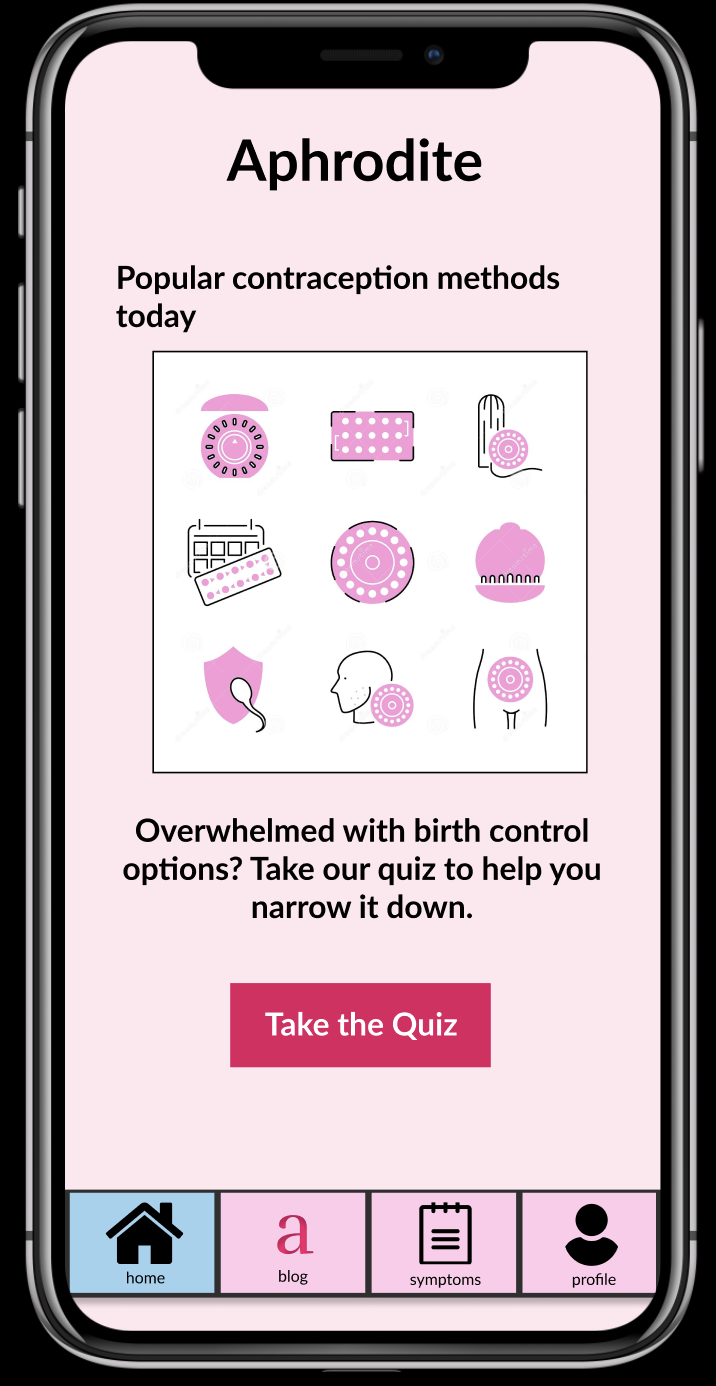 Aphrodite
Popular contraception methods
today
Overwhelmed with birth control
options? Take our quiz to help you
narrow it down.
Take the Quiz
home
a
blog
symptoms
profile